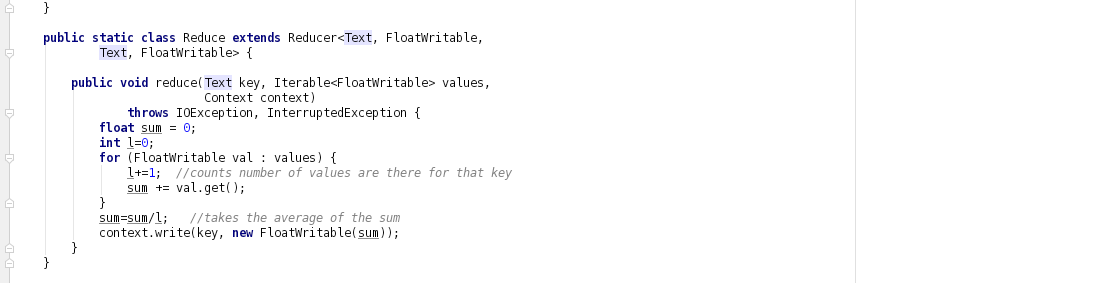 }
public static class Reduce extends Reducer<Text, FloatWritable,
Text, FloatWritable> {
public void reduce(Text key, Iterable<FloatWritable> values,
Context context)
throws IOException, InterruptedException {
float sum = 0;
int l=0;
for (FloatWritable val : values) {
l+=1;  //counts number of values are there for that key
sum += val.get();
}
sum=sum/l;   //takes the average of the sum
context.write(key, new FloatWritable(sum));
}
}